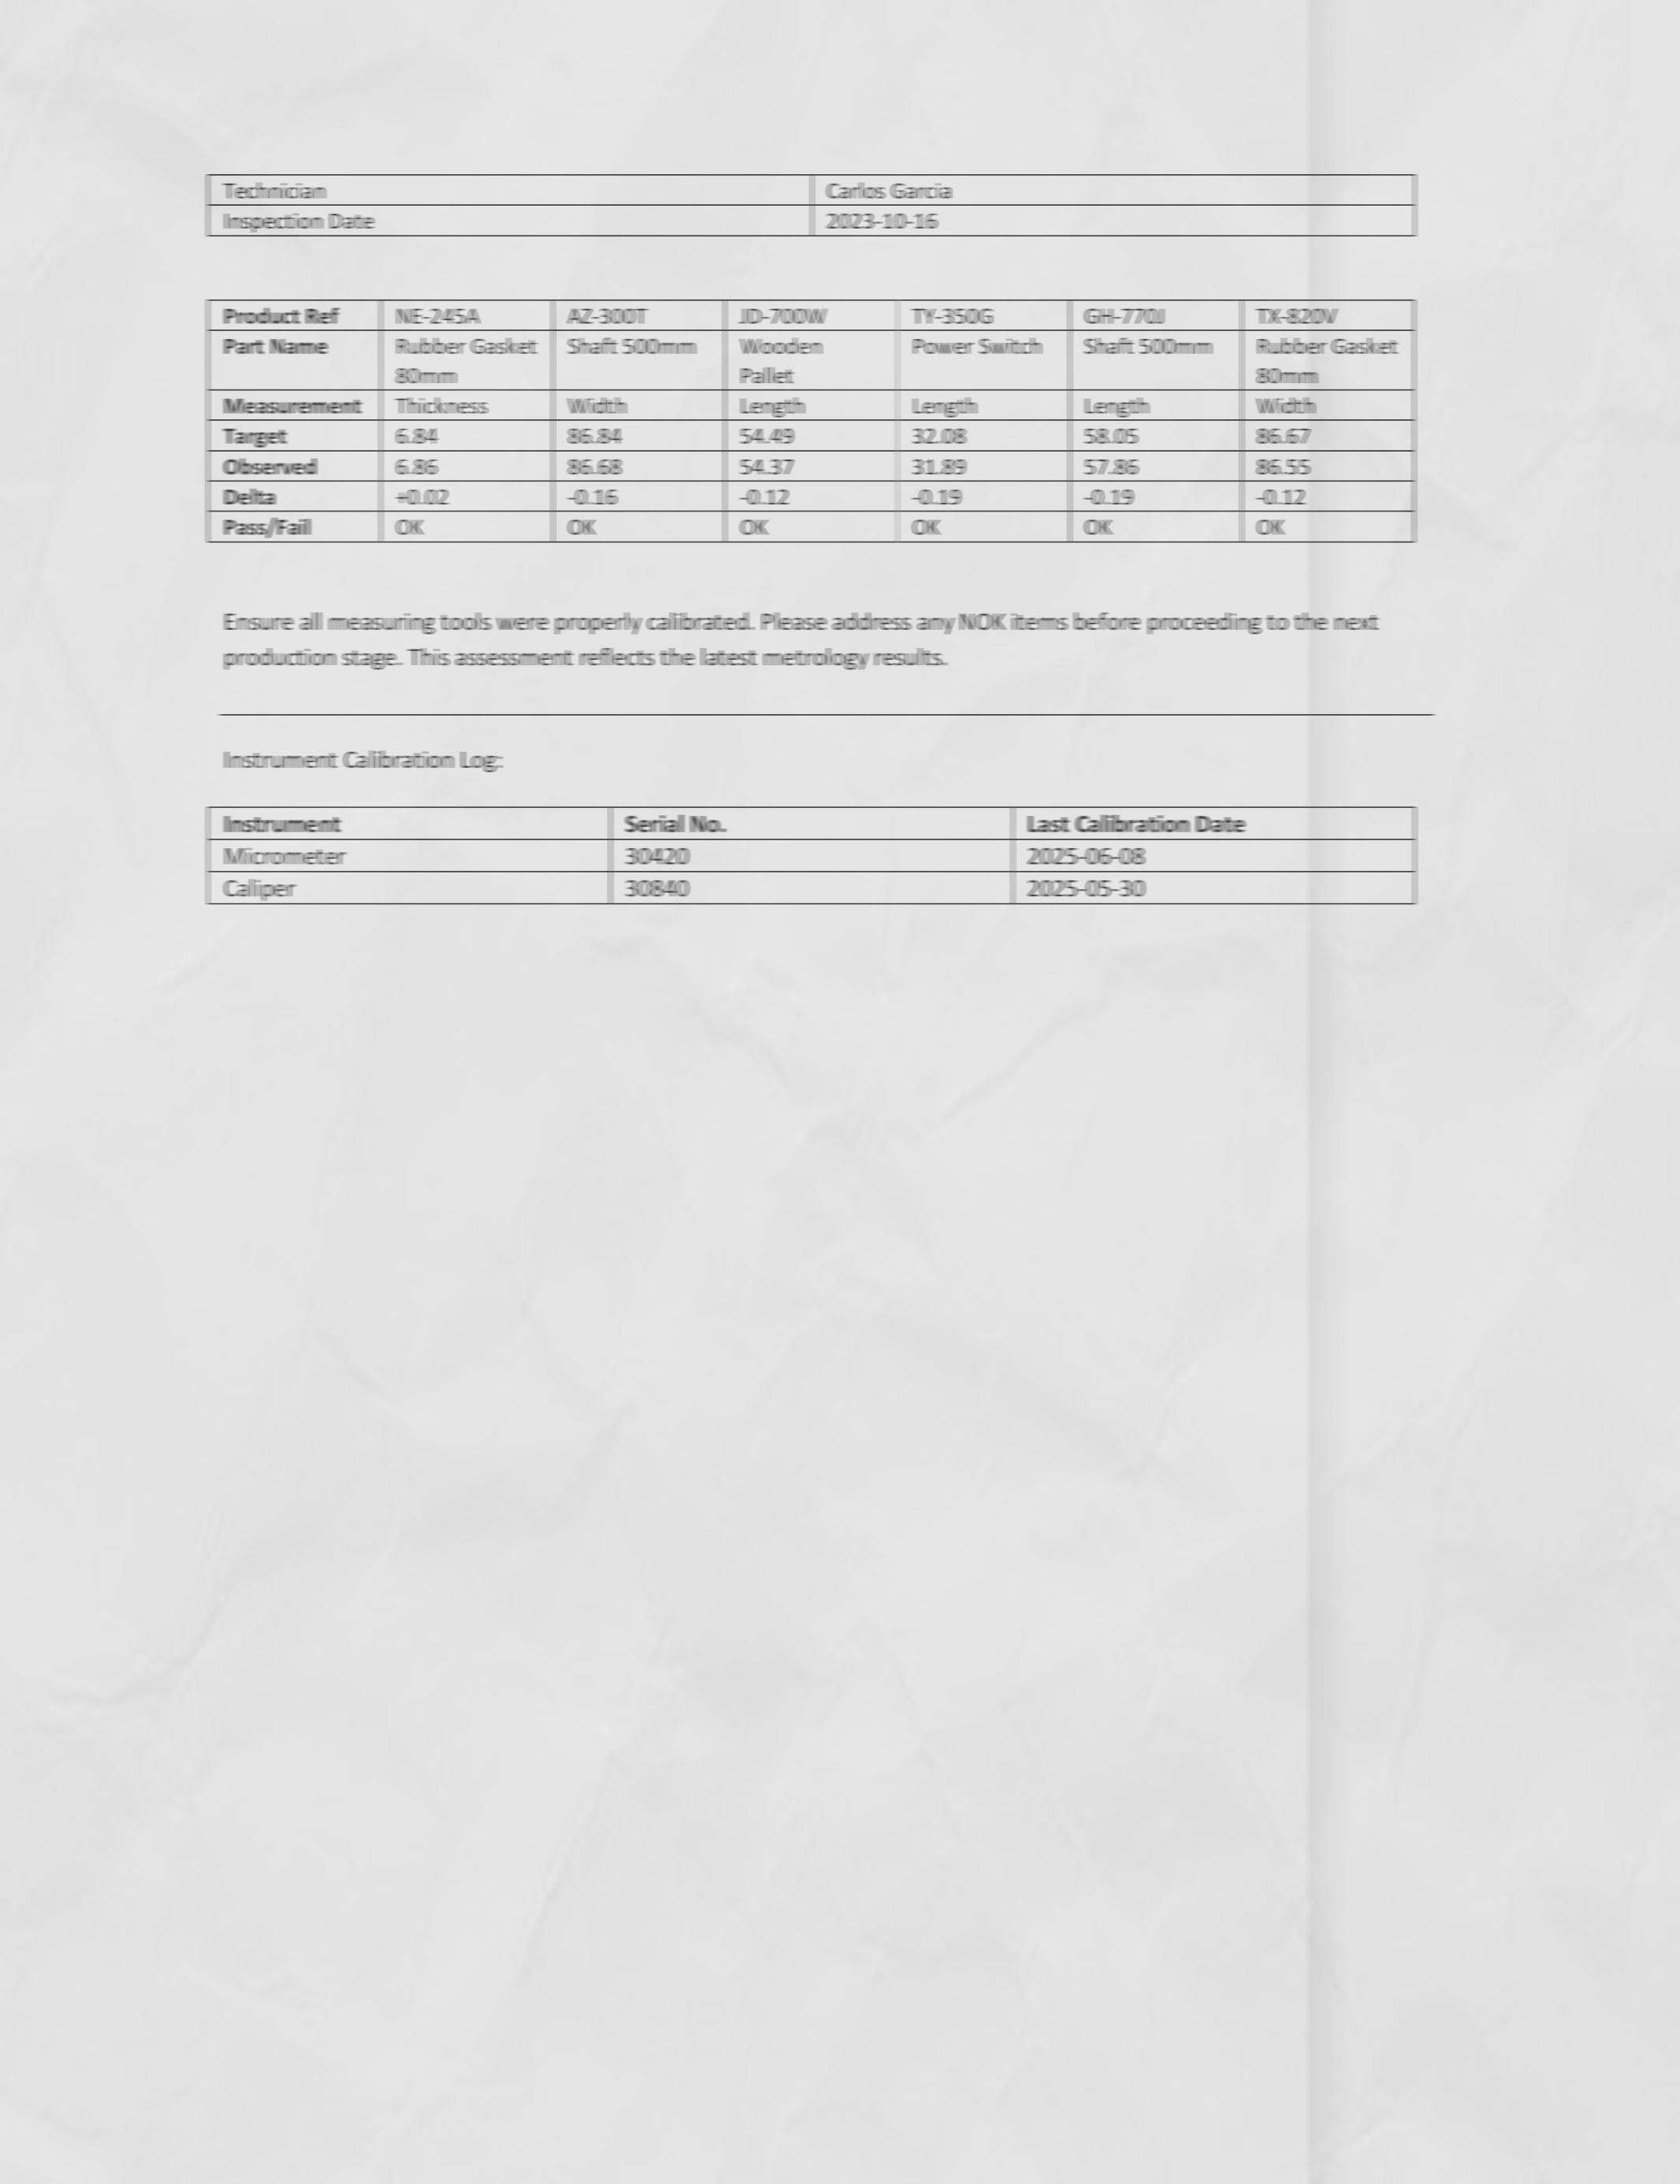 Technician Carlos Garcia
Inspection Date 2023-10-16
Product Ref NE-245A AZ-300T JD-700W TY-350G GH-770J TX-820V
Part Name Rubber Gasket 80mm Shaft 500mm Wooden Pallet Power Switch Shaft 500mm Rubber Gasket 80mm
Measurement Thickness Width Length Length Length Width
Target 6.84 86.84 54.49 32.08 58.05 86.67
Observed 6.86 86.68 54.37 31.89 57.86 86.55
Delta +0.02 -0.16 -0.12 -0.19 -0.19 -0.12
Pass/Fail OK OK OK OK OK OK
Ensure all measuring tools were properly calibrated. Please address any NOK items before proceeding to the next
production stage. This assessment reflects the latest metrology results.
Instrument Calibration Log:
Instrument Serial No. Last Calibration Date
Micrometer 30420 2025-06-08
Caliper 30840 2025-05-30